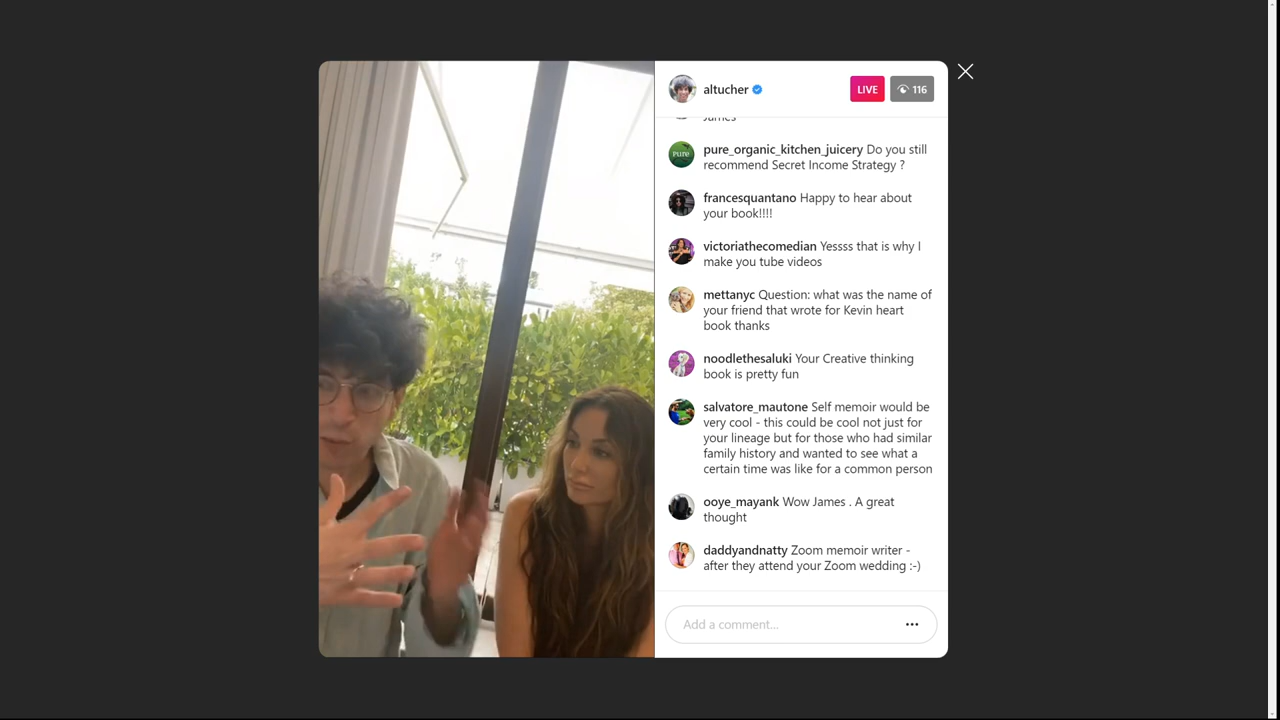 altucher
LIVE
116
James
pure
pure_organic_kitchen_juicery Do you still
recommend Secret Income Strategy ?
francesquantano Happy to hear about
your book!!!!
victoriathecomedian Yessss that is why I
make you tube videos
mettanyc Question: what was the name of
your friend that wrote for Kevin heart
book thanks
noodlethesaluki Your Creative thinking
book is pretty fun
salvatore_mautone Self memoir would be
very cool - this could be cool not just for
your lineage but for those who had similar
family history and wanted to see what a
certain time was like for a common person
ooye_mayank Wow James . A great
thought
daddyandnatty Zoom memoir writer -
after they attend your Zoom wedding :-)
Add a comment...